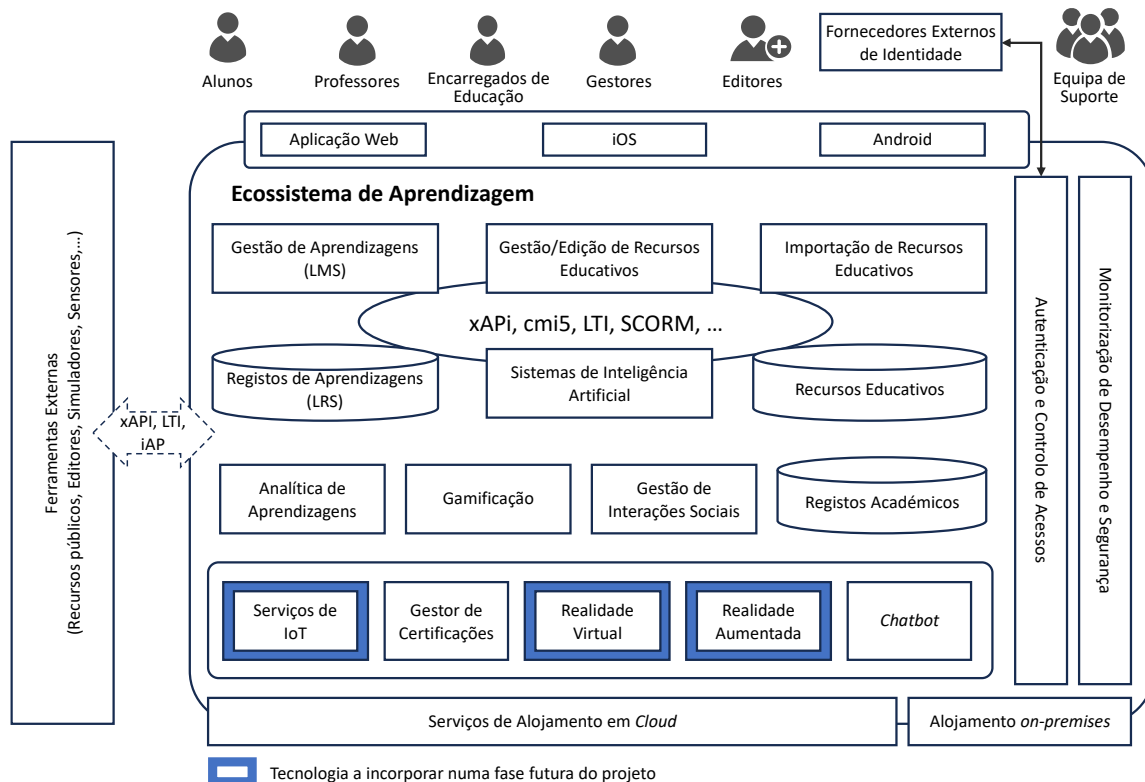 Alunos
Professores
Encarregados de
Educação
Gestores
Editores
Fornecedores Externos
de Identidade
Equipa de
Suporte
Aplicação Web
iOS
Android
Ecossistema de Aprendizagem
Gestão de Aprendizagens
(LMS)
Gestão/Edição de Recursos
Educativos
Importação de Recursos
Educativos
xAPi, cmi5, LTI, SCORM, ...
Registos de Aprendizagens
(LRS)
Sistemas de Inteligência
Artificial
Recursos Educativos
Ferramentas Externas
(Recursos públicos, Editores, Simuladores, Sensores,...)
xAPI, LTI,
iAP
Analítica de
Aprendizagens
Gamificação
Gestão de
Interações Sociais
Registos Académicos
Serviços de
IoT
Gestor de
Certificações
Realidade
Virtual
Realidade
Aumentada
Chatbot
Autenticação e Controlo de Acessos
Monitorização de Desempenho e Segurança
Serviços de Alojamento em Cloud
Alojamento on-premises
Tecnologia a incorporar numa fase futura do projeto